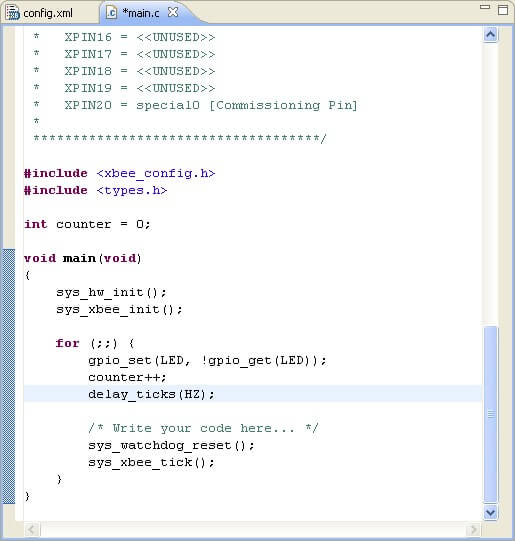 config.xml *main.c
*   XPIN16 = <<UNUSED>>
*   XPIN17 = <<UNUSED>>
*   XPIN18 = <<UNUSED>>
*   XPIN19 = <<UNUSED>>
*   XPIN20 = special0 [Commissioning Pin]
*
************************************/
#include <xbee_config.h>
#include <types.h>
int counter = 0;
void main(void)
{
    sys_hw_init();
    sys_xbee_init();
    for (;;) {
        gpio_set(LED, !gpio_get(LED));
        counter++;
        delay_ticks(HZ);
        /* Write your code here... */
        sys_watchdog_reset();
        sys_xbee_tick();
    }
}